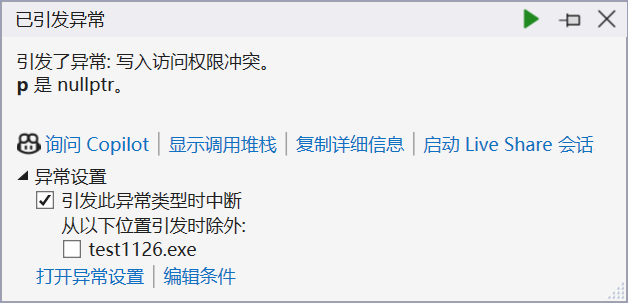 已引发异常
引发了异常: 写入访问权限冲突。
p 是 nullptr。
询问 Copilot | 显示调用堆栈 | 复制详细信息 | 启动 Live Share 会话
异常设置
引发此异常类型时中断
从以下位置引发时除外:
test1126.exe
打开异常设置 | 编辑条件